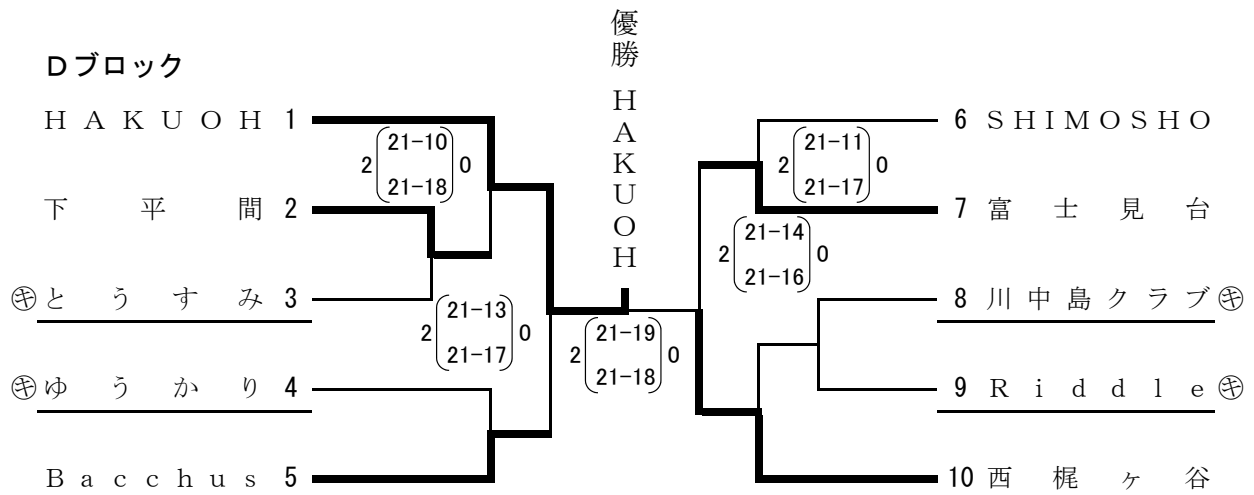 優勝 HAKUOH
Dブロック
HAKUOH 1
2 21-10 0
21-18
下平間 2
㋖とうすみ 3
2 21-13 0
21-17
㋖ゆうかり 4
Bacchus 5
2 21-19 0
21-18
6 SHIMOSHO
2 21-11 0
21-17
7 富士見台
2 21-14 0
21-16
8 川中島クラブ㋖
9 Riddle㋖
10 西梶ヶ谷